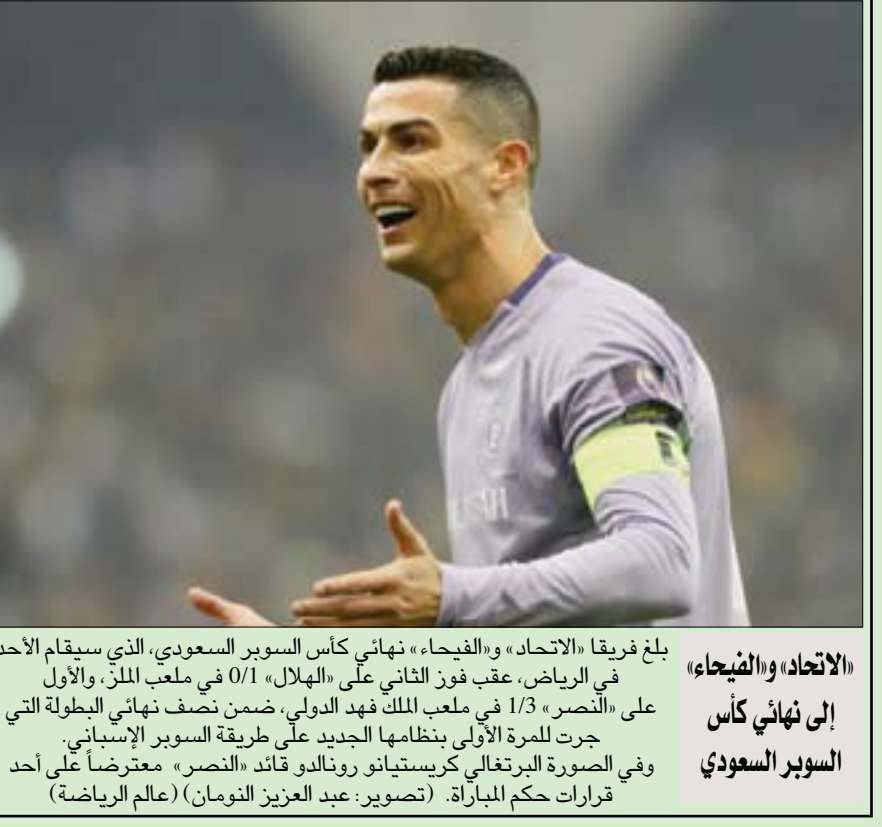 «الاتحاد» و«الفيحاء»
إلى نهائي كأس
السوبر السعودي
بلغ فريقا «الاتحاد» و«الفيحاء» نهائي كأس السوبر السعودي، الذي سيقام الأحد
في الرياض، عقب فوز الثاني على «الهلال» 0/1 في ملعب الملز، والأول
على «النصر» 1/3 في ملعب الملك فهد الدولي، ضمن نصف نهائي البطولة التي
جرت للمرة الأولى بنظامها الجديد على طريقة السوبر الإسباني.
وفي الصورة البرتغالي كريستيانو رونالدو قائد «النصر» معترضاً على أحد
قرارات حكم المباراة. (تصوير: عبد العزيز النومان) (عالم الرياضة)